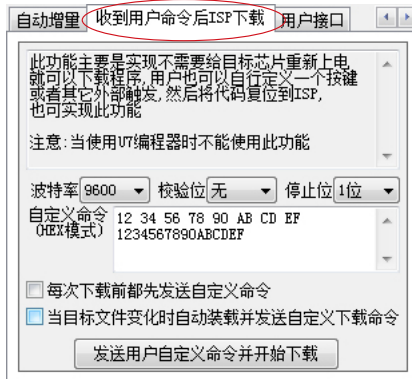 自动增量 收到用户命令后ISP下载 用户接口
此功能主要是实现不需要给目标芯片重新上电
就可以下载程序,用户也可以自行定义一个按键
或者其它外部触发,然后将代码复位到ISP,
也可实现此功能
注意:当使用U7编程器时不能使用此功能
波特率 9600 校验位 无 停止位 1位
自定义命令 12 34 56 78 90 AB CD EF
(HEX模式) 1234567890ABCDEF
每次下载前都先发送自定义命令
当目标文件变化时自动装载并发送自定义下载命令
发送用户自定义命令并开始下载